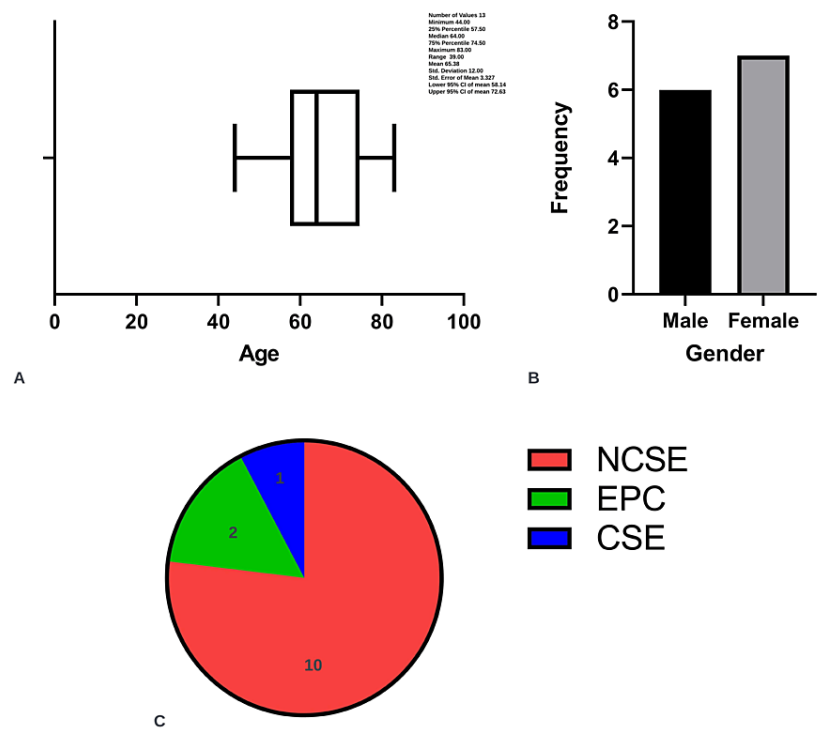 Number of Values 13
Minimum 44.00
25% Percentile 57.50
Median 64.00
75% Percentile 74.50
Maximum 83.00
Range 39.00
Mean 65.38
Std. Deviation 12.00
Std. Error of Mean 3.327
Lower 95% CI of mean 58.14
Upper 95% CI of mean 72.63
0 20 40 60 80 100
Age
A
8
6
4
2
0
Frequency
Male Female
Gender
B
1
2
10
C
NCSE
EPC
CSE